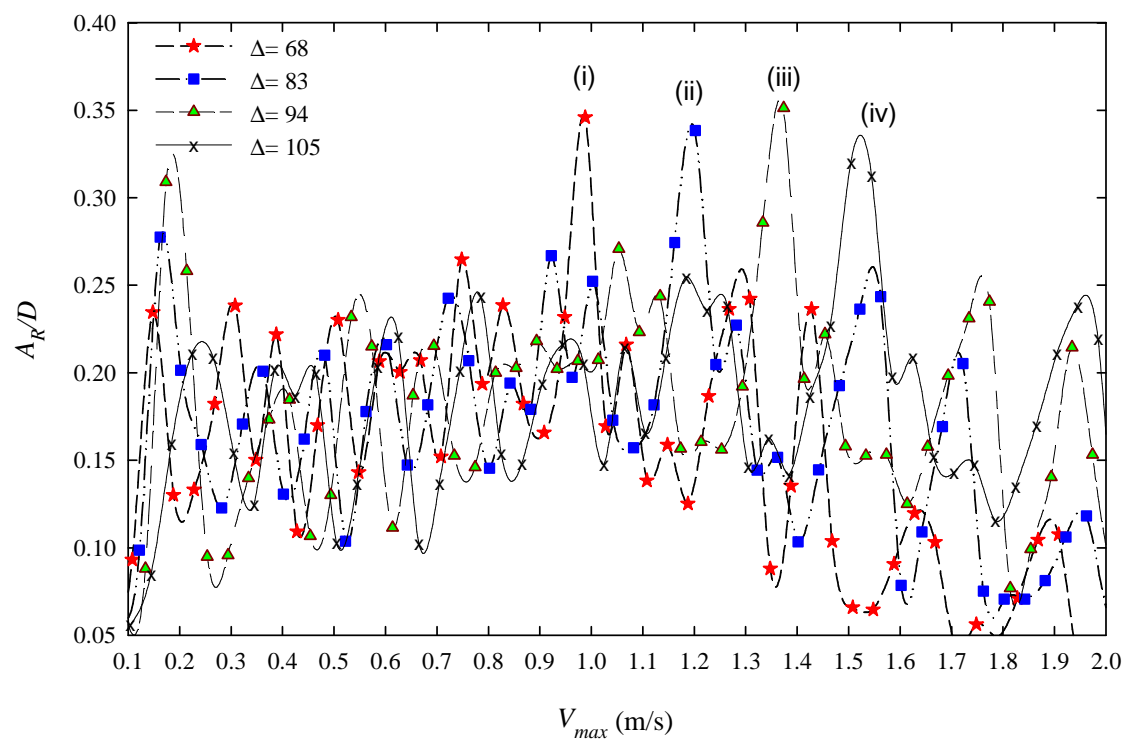 0.40
0.35
0.30
0.25
0.20
0.15
0.10
0.05
A_R/D
Δ= 68
Δ= 83
Δ= 94
Δ= 105
(i)
(ii)
(iii)
(iv)
0.1 0.2 0.3 0.4 0.5 0.6 0.7 0.8 0.9 1.0 1.1 1.2 1.3 1.4 1.5 1.6 1.7 1.8 1.9 2.0
V_max (m/s)